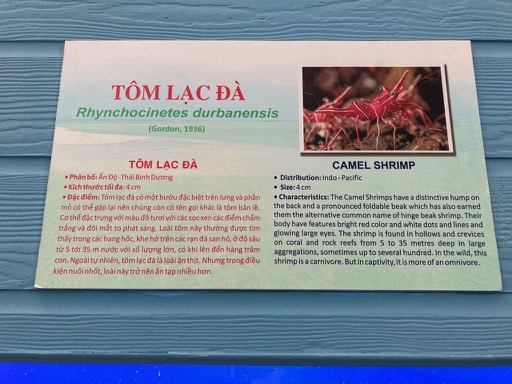 TÔM LẠC ĐÀ
Rhynchocinetes durbanensis
(Gordon, 1936)
TÔM LẠC ĐÀ
• Phân bố: Ấn Độ -Thái Bình Dương
• Kích thước tối đa: 4 cm
• Đặc điểm: Tôm lạc đà có một bướu đặc biệt trên lưng và phần
mỏ có thể gập lại nên chúng còn có tên gọi khác là tôm bản lề.
Cơ thể đặc trưng với màu đỏ tươi với các sọc xen các điểm chấm
trắng và đôi mắt to phát sáng. Loài tôm này thường được tìm
thấy trong các hang hốc, khe hở trên các rạn đá san hô, ở độ sâu
từ 5 tới 35 m nước với số lượng lớn, có khi lên đến hàng trăm
con. Ngoài tự nhiên, tôm lạc đà là loài ăn thịt. Nhưng trong điều
kiện nuôi nhốt, loài này trở nên ăn tạp nhiều hơn.
CAMEL SHRIMP
• Distribution: Indo - Pacific
• Size: 4 cm
• Characteristics: The Camel Shrimps have a distinctive hump on
the back and a pronounced foldable beak which has also earned
them the alternative common name of hinge beak shrimp. Their
body have features bright red color and white dots and lines and
glowing large eyes. The shrimp is found in hollows and crevices
on coral and rock reefs from 5 to 35 metres deep in large
aggregations, sometimes up to several hundred. In the wild, this
shrimp is a carnivore. But in captivity, it is more of an omnivore.